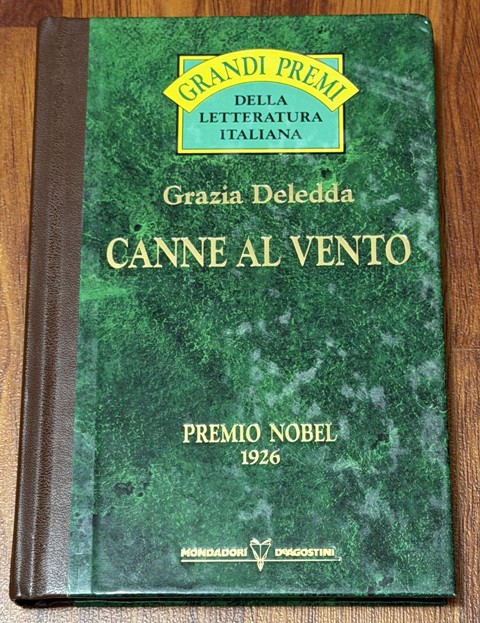 GRANDI PREMI
DELLA
LETTERATURA
ITALIANA
Grazia Deledda
CANNE AL VENTO
PREMIO NOBEL
1926
MONDADORI DEAGOSTINI